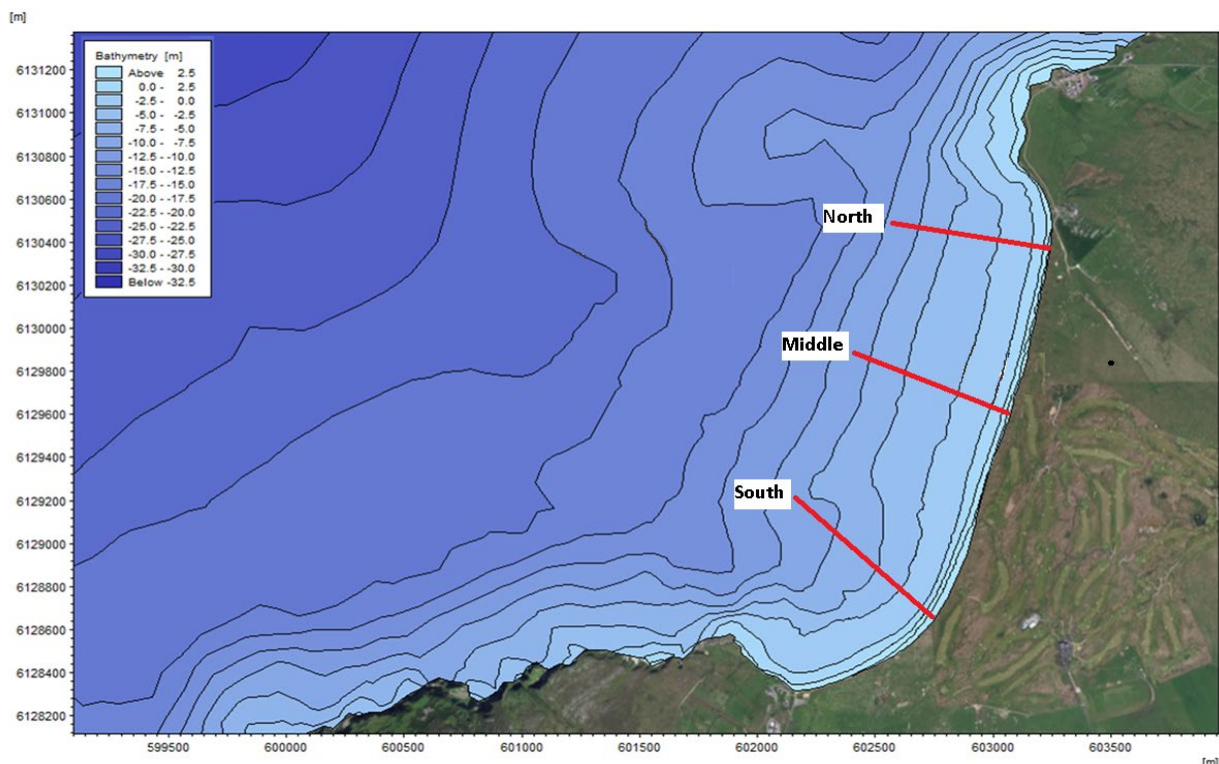 [m]
Bathymetry [m]
Above 2.5
0.0 - 2.5
-2.5 - 0.0
-5.0 - -2.5
-7.5 - -5.0
-10.0 - -7.5
-12.5 - -10.0
-15.0 - -12.5
-17.5 - -15.0
-20.0 - -17.5
-22.5 - -20.0
-25.0 - -22.5
-27.5 - -25.0
-30.0 - -27.5
-32.5 - -30.0
Below -32.5
6131200
6131000
6130800
6130600
6130400
6130200
6130000
6129800
6129600
6129400
6129200
6129000
6128800
6128600
6128400
6128200
North
Middle
South
599500 600000 600500 601000 601500 602000 602500 603000 603500
[m]